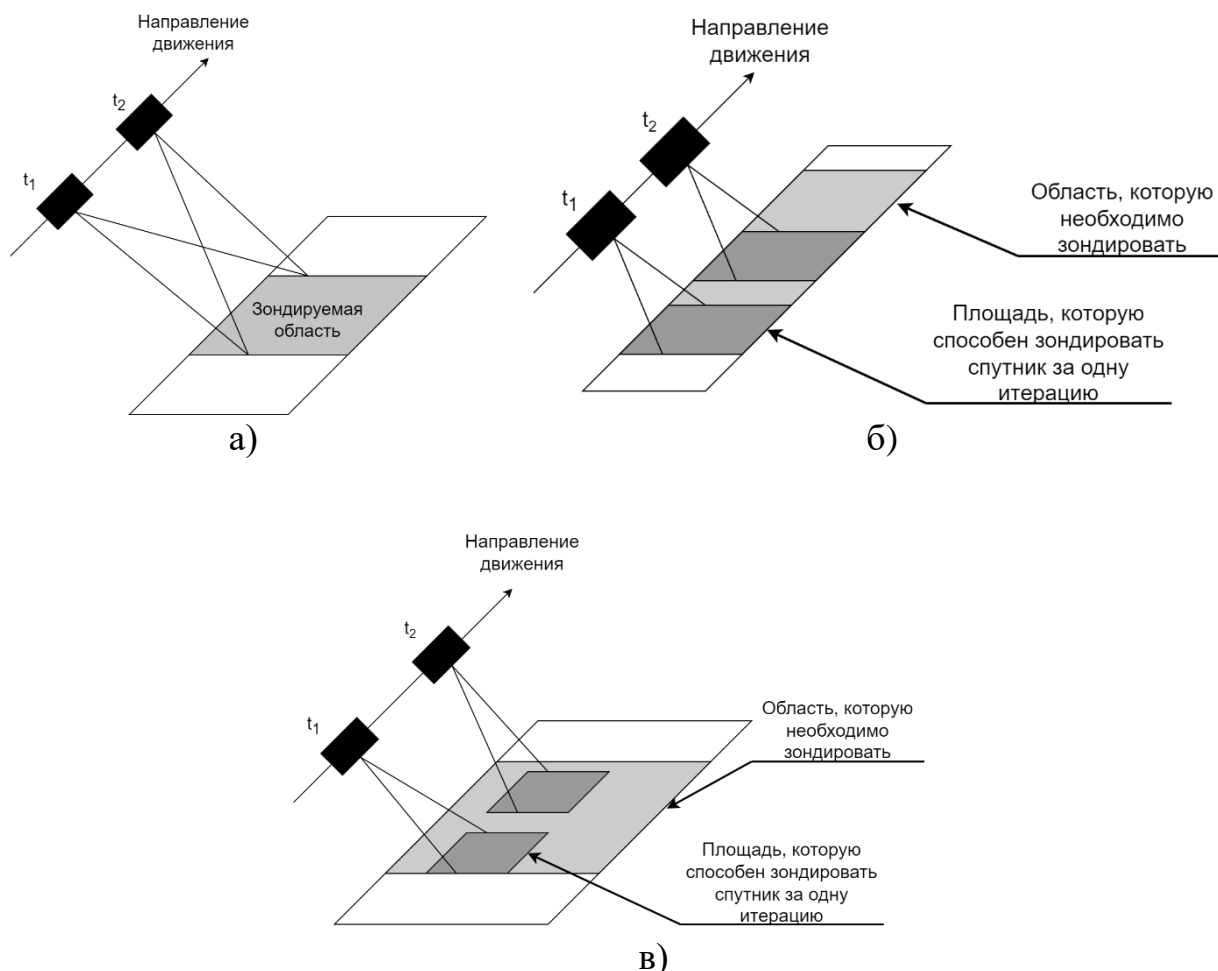 Направление
движения
t₂
t₁
Зондируемая
область
а)
Направление
движения
t₂
t₁
Область, которую
необходимо
зондировать
Площадь, которую
способен зондировать
спутник за одну
итерацию
б)
Направление
движения
t₂
t₁
Область, которую
необходимо
зондировать
Площадь, которую
способен зондировать
спутник за одну
итерацию
в)